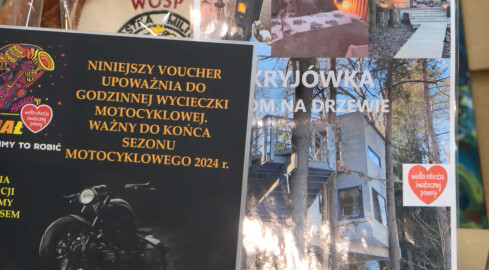 WOŚP
NINIEJSZY VOUCHER
UPOWAŻNIA DO
GODZINNEJ WYCIECZKI
MOTOCYKLOWEJ.
WAŻNY DO KOŃCA
SEZONU
MOTOCYKLOWEGO 2024 r.
wielka orkiestra
świątecznej
pomocy
KRYJÓWKA
OM NA DRZEWIE
wielka orkiestra
świątecznej
pomocy